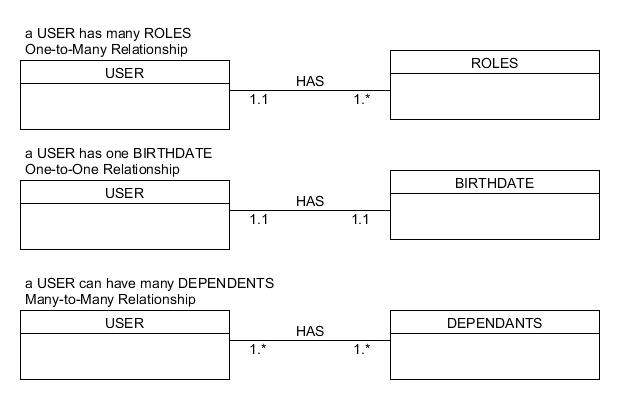 a USER has many ROLES
One-to-Many Relationship
USER
HAS
ROLES
1.1
1.*
a USER has one BIRTHDATE
One-to-One Relationship
USER
HAS
BIRTHDATE
1.1
1.1
a USER can have many DEPENDENTS
Many-to-Many Relationship
USER
HAS
DEPENDANTS
1.*
1.*